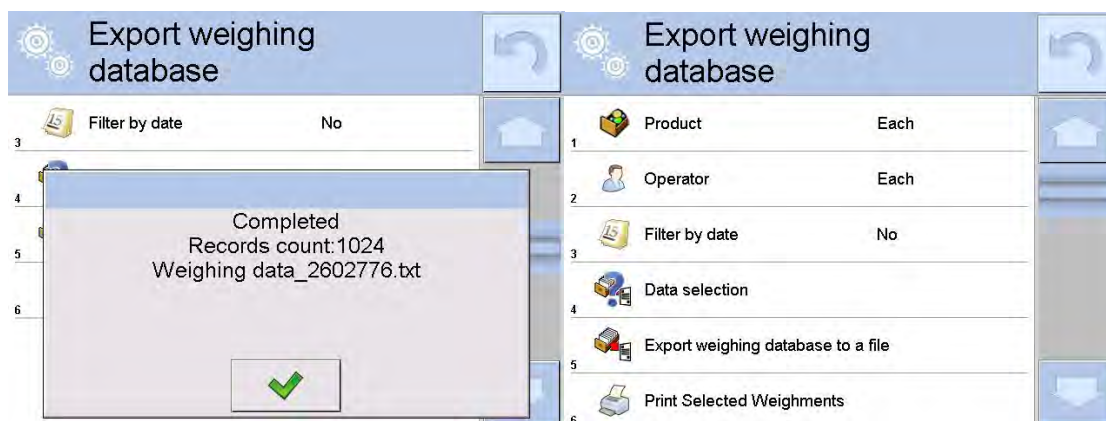 Export weighing
database
15
Filter by date No
3
4
5
6
Completed
Records count:1024
Weighing data_2602776.txt
Export weighing
database
Product Each
1
Operator Each
2
15
Filter by date No
3
Data selection
4
Export weighing database to a file
5
Print Selected Weighments
6